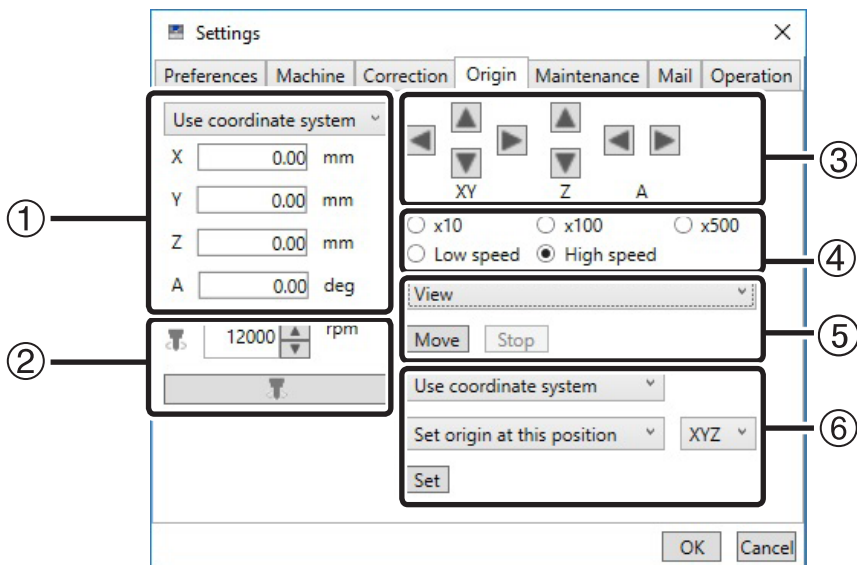 Settings
Preferences Machine Correction Origin Maintenance Mail Operation
①
Use coordinate system
X 0.00 mm
Y 0.00 mm
Z 0.00 mm
A 0.00 deg
②
12000 rpm
③
XY Z A
④
x10 x100 x500
Low speed High speed
⑤
View
Move Stop
⑥
Use coordinate system
Set origin at this position XYZ
Set
OK Cancel